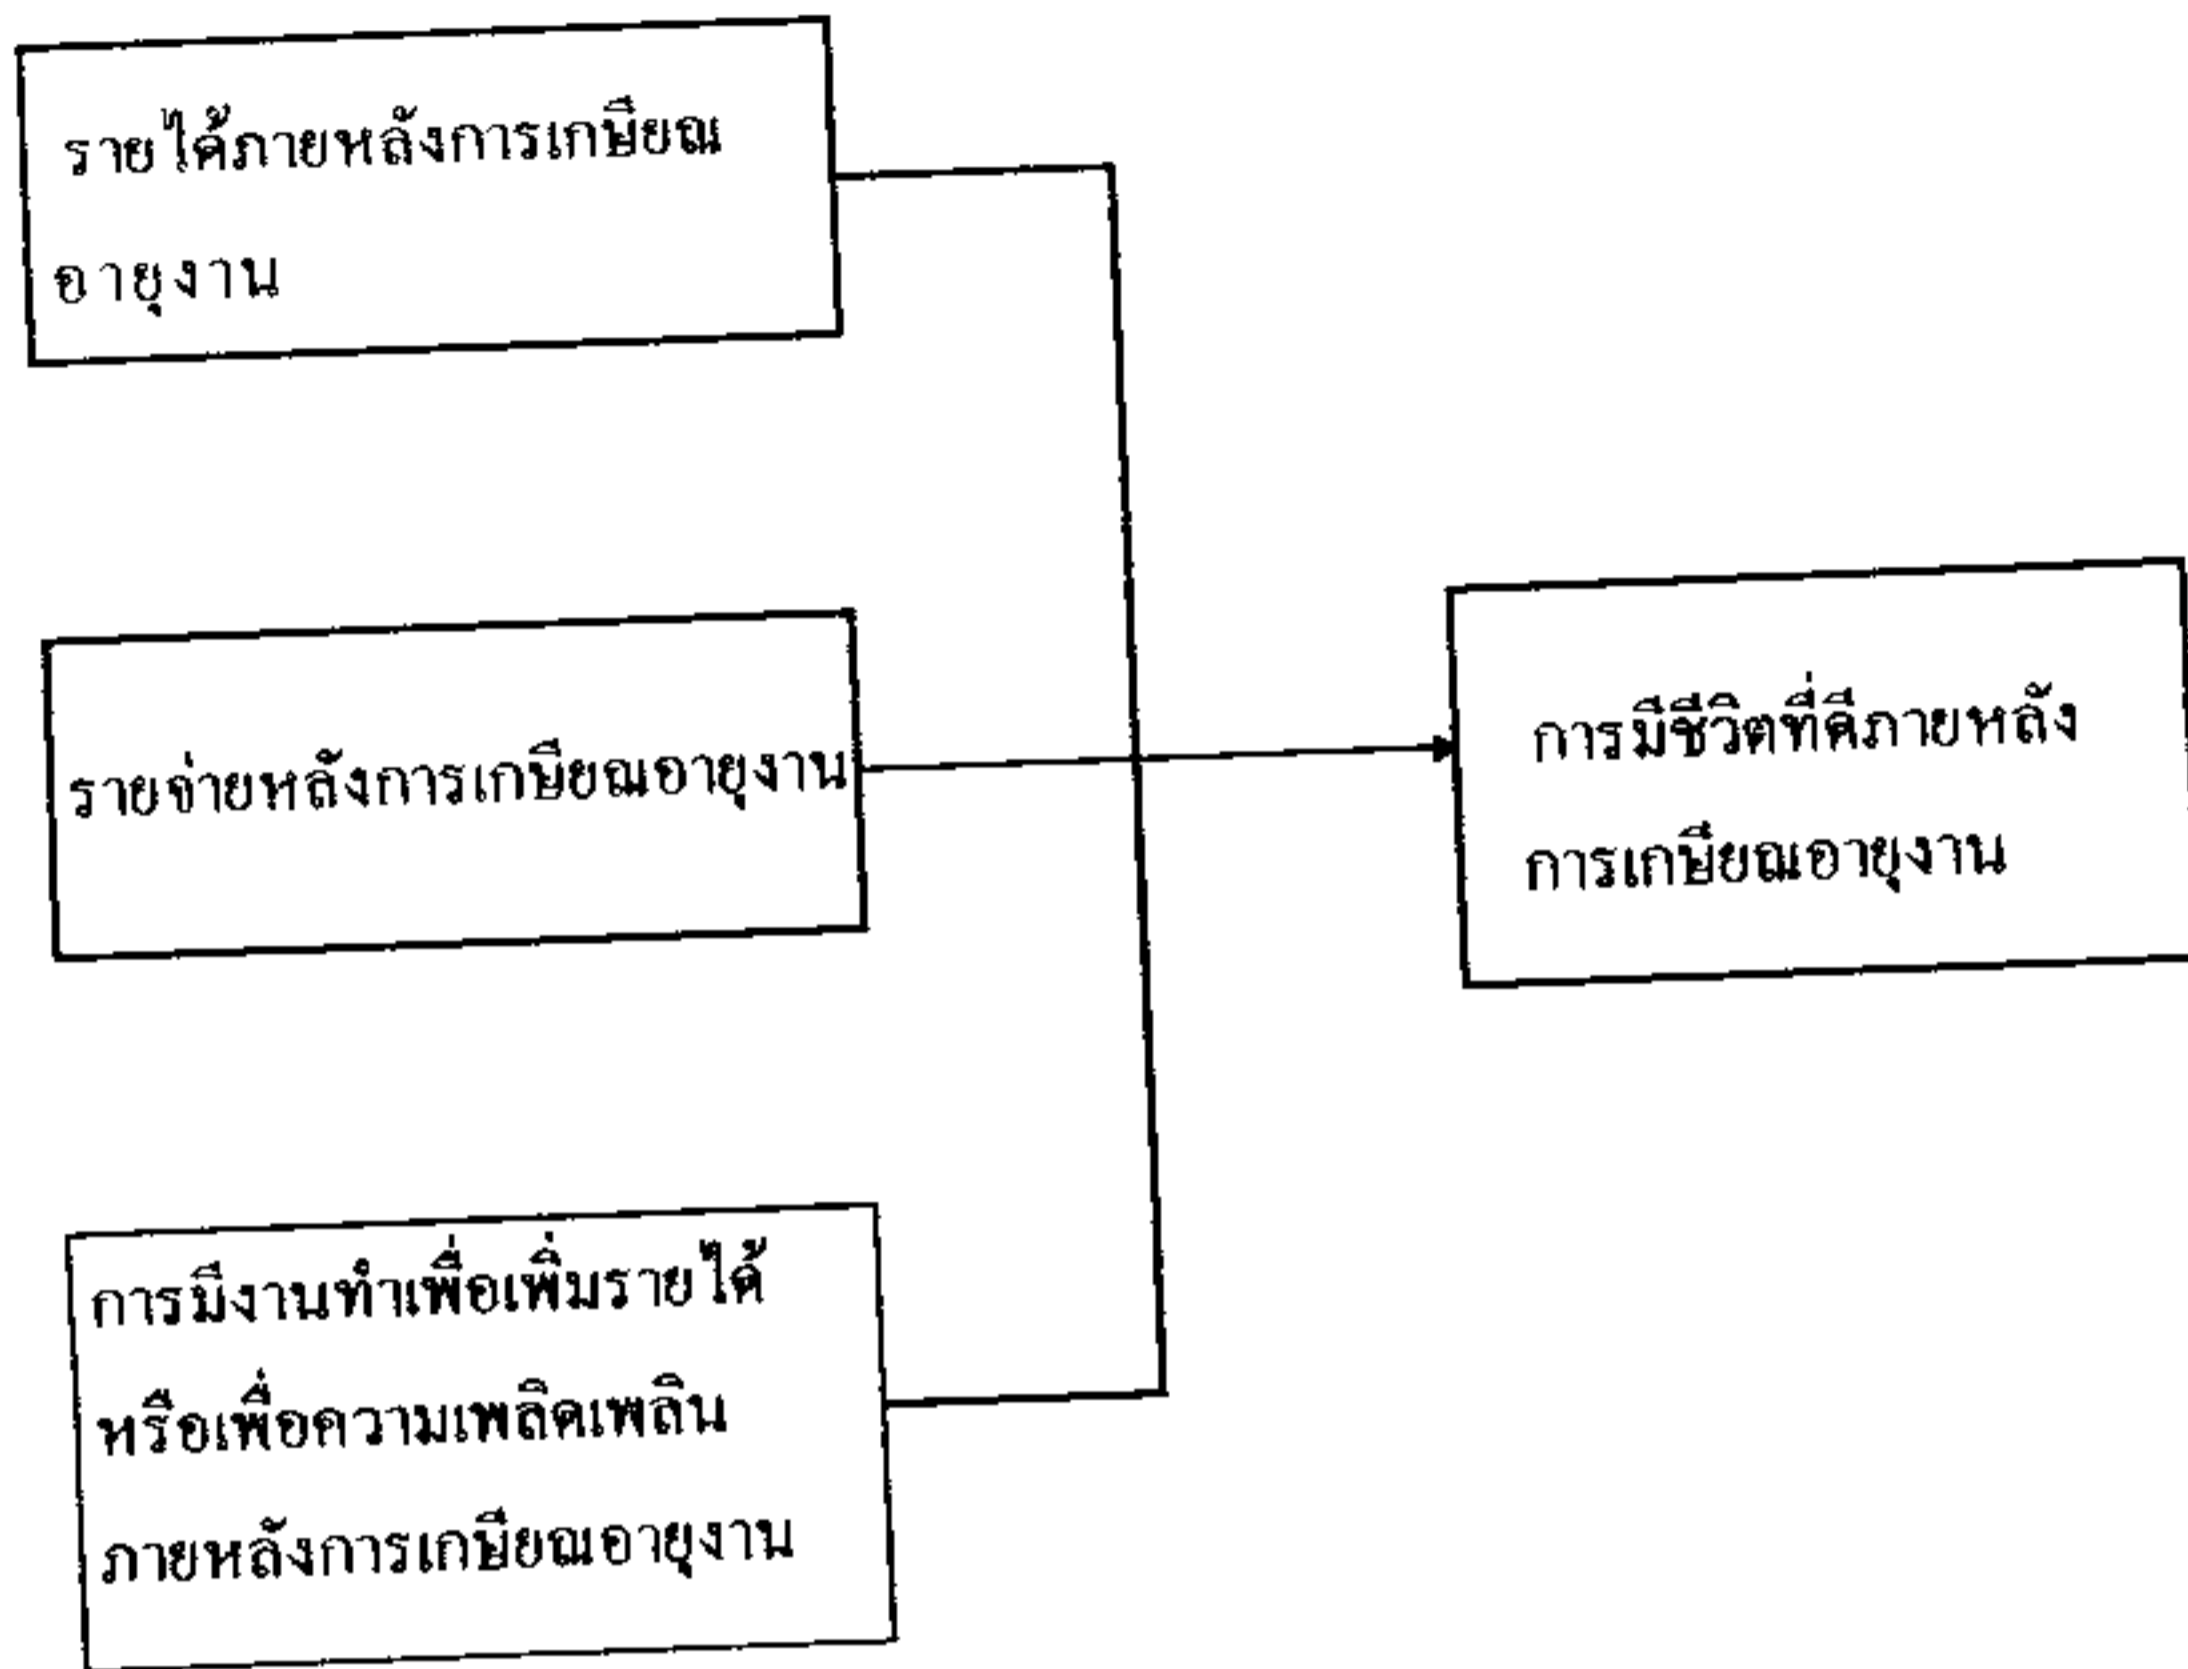 รายได้ภายหลังการเกษียณ
อายุงาน
รายจ่ายหลังการเกษียณอายุงาน
การมีงานทำเพื่อเพิ่มรายได้
หรือเพื่อความเพลิดเพลิน
ภายหลังการเกษียณอายุงาน
การมีชีวิตที่ดีภายหลัง
การเกษียณอายุงาน